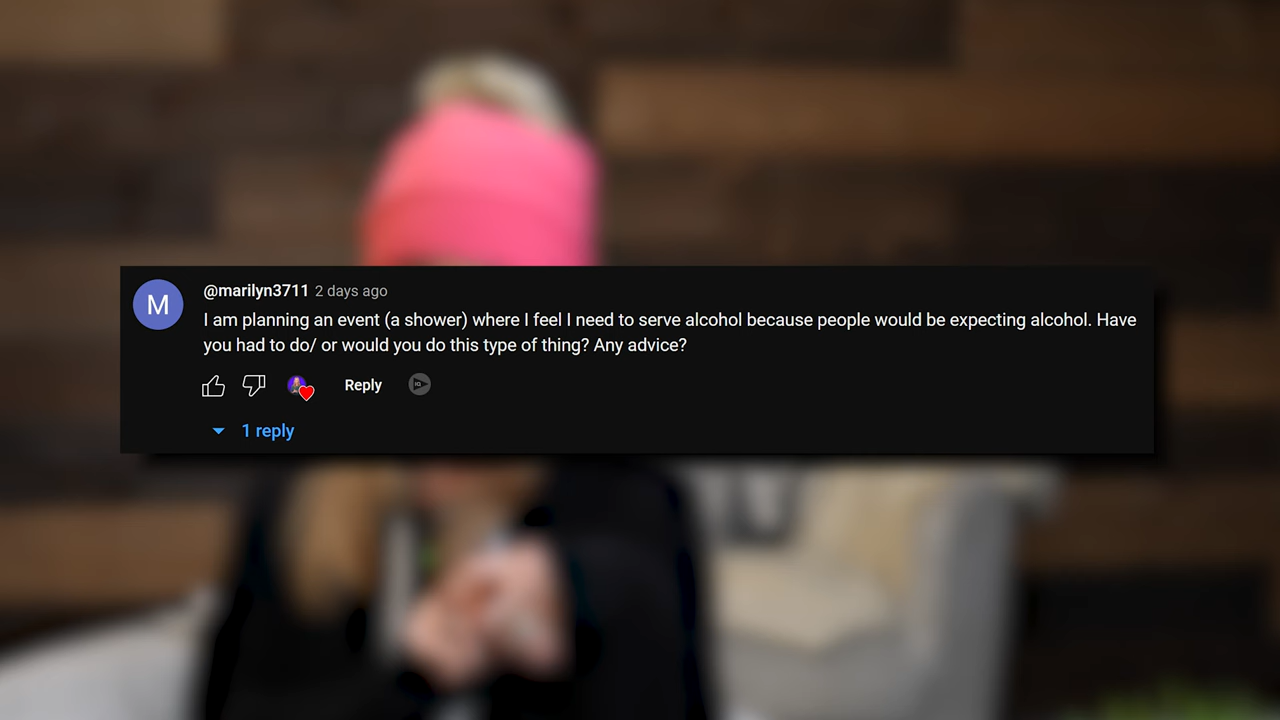 M
@marilyn3711 2 days ago
I am planning an event (a shower) where I feel I need to serve alcohol because people would be expecting alcohol. Have
you had to do/ or would you do this type of thing? Any advice?
Reply
1 reply